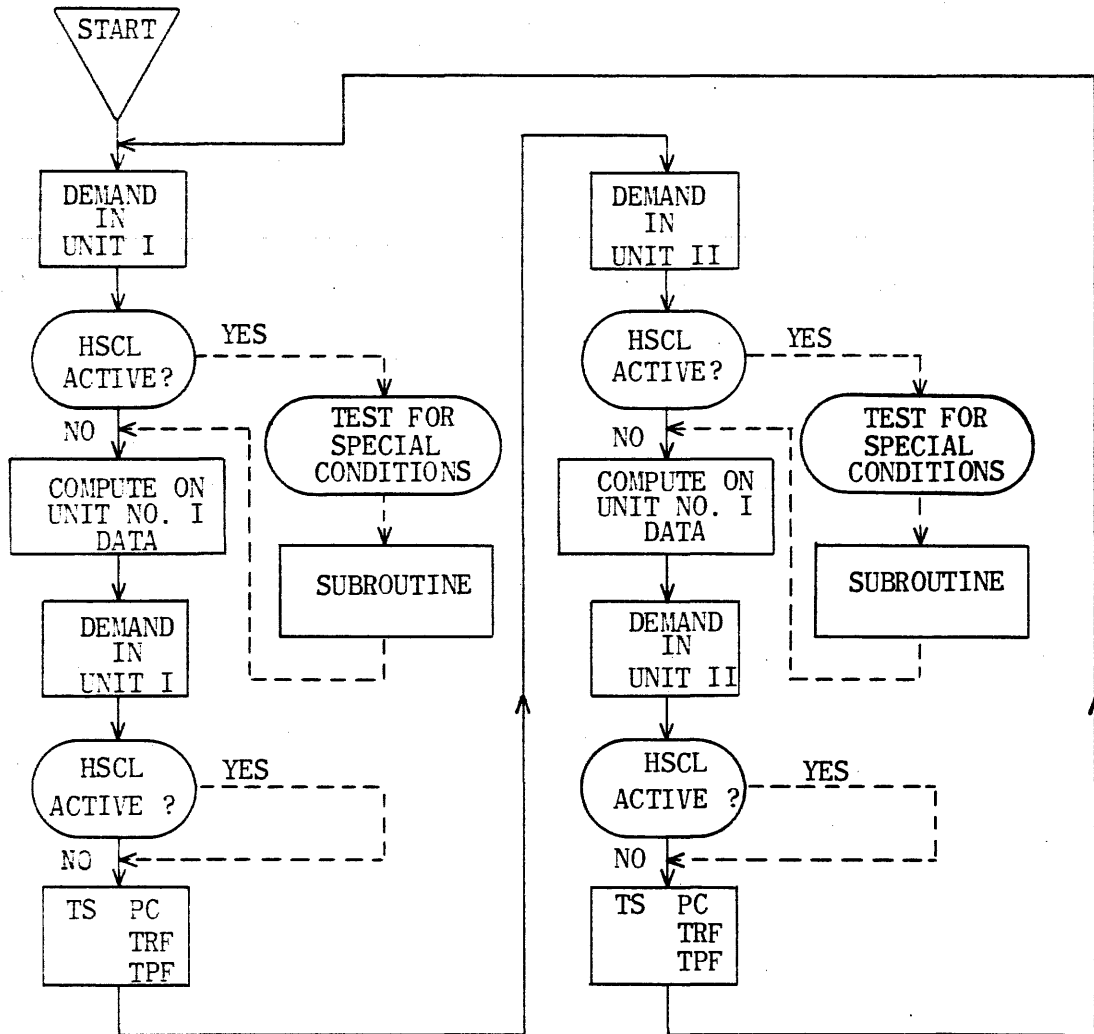 START
DEMAND
IN
UNIT I
HSCL
ACTIVE?
YES
NO
TEST FOR
SPECIAL
CONDITIONS
COMPUTE ON
UNIT NO. I
DATA
SUBROUTINE
DEMAND
IN
UNIT I
HSCL
ACTIVE ?
YES
NO
TS PC
TRF
TPF
DEMAND
IN
UNIT II
HSCL
ACTIVE?
YES
NO
TEST FOR
SPECIAL
CONDITIONS
COMPUTE ON
UNIT NO. I
DATA
SUBROUTINE
DEMAND
IN
UNIT II
HSCL
ACTIVE ?
YES
NO
TS PC
TRF
TPF